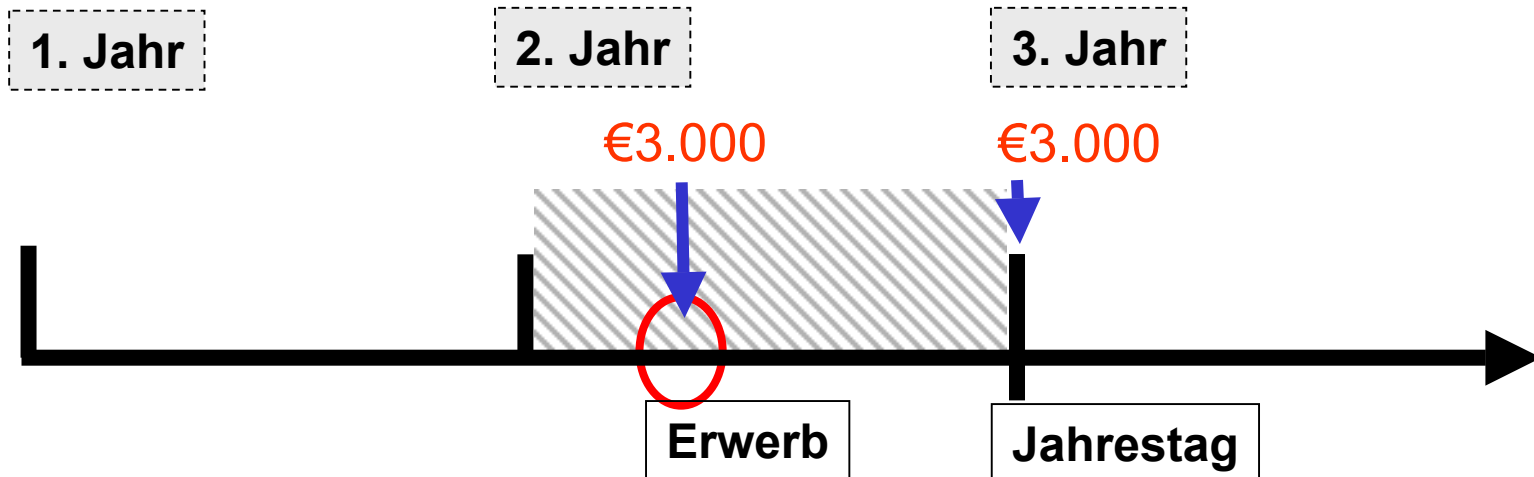 1. Jahr
2. Jahr
3. Jahr
€3.000
€3.000
Erwerb
Jahrestag